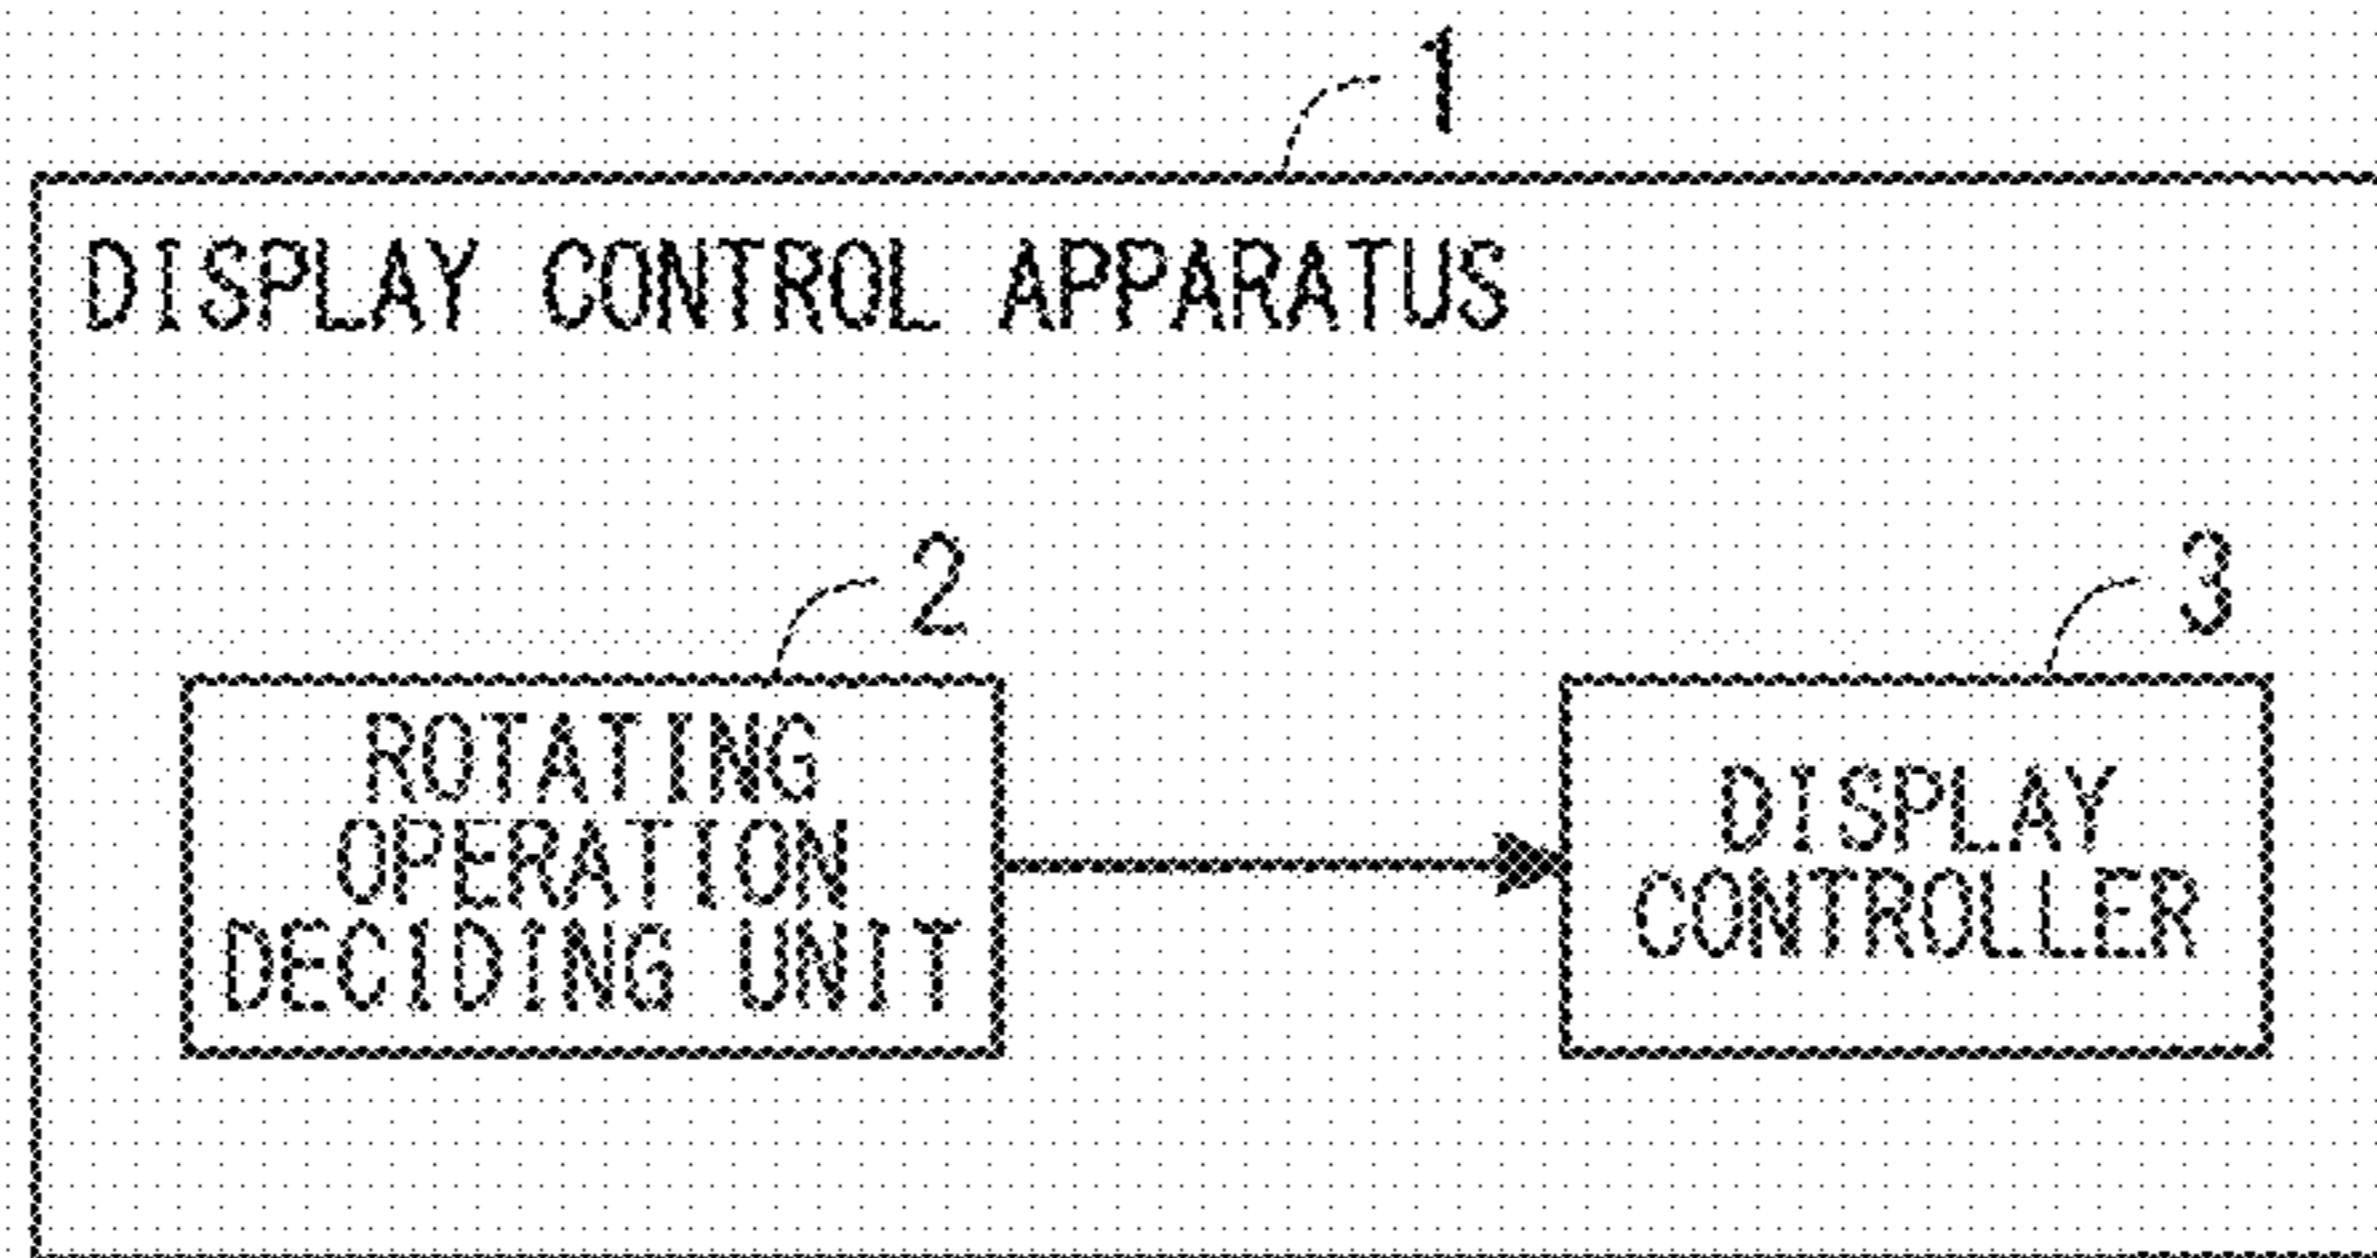 1
DISPLAY CONTROL APPARATUS
2
3
ROTATING
OPERATION
DECIDING UNIT
DISPLAY
CONTROLLER